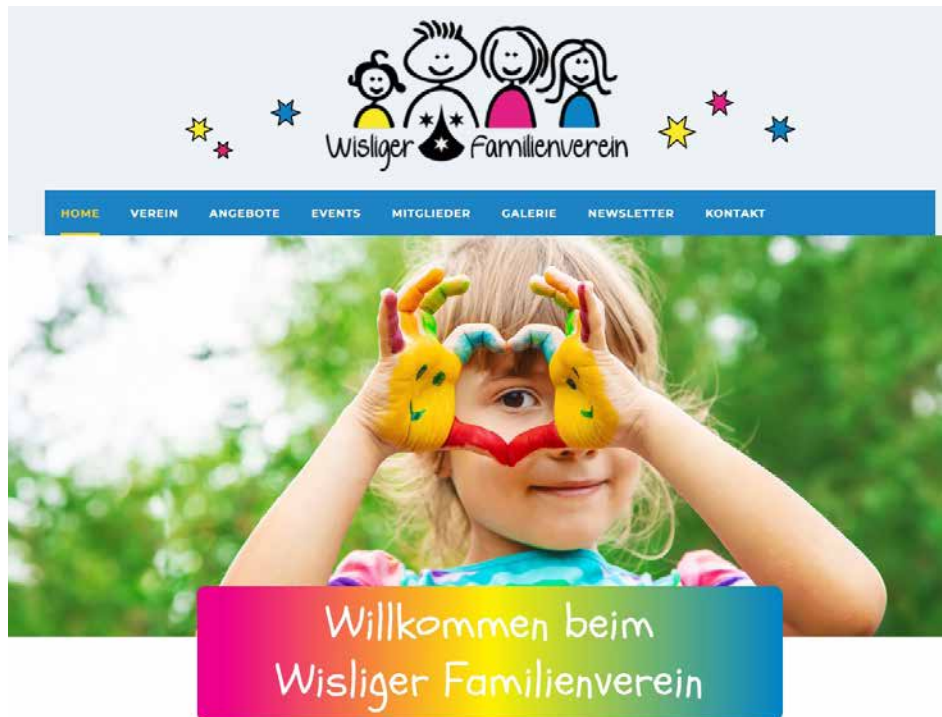 Wisliger Familienverein
HOME VEREIN ANGEBOTE EVENTS MITGLIEDER GALERIE NEWSLETTER KONTAKT
Willkommen beim
Wisliger Familienverein